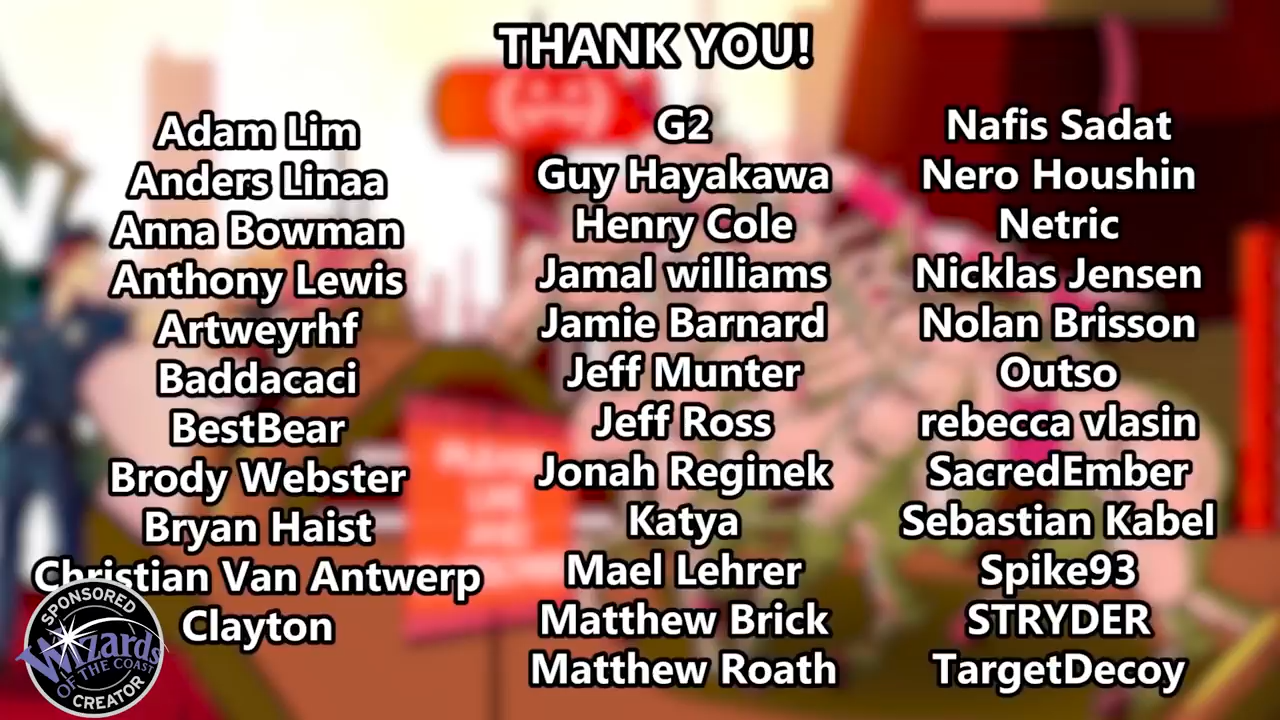 THANK YOU!
Adam Lim
Anders Linaa
Anna Bowman
Anthony Lewis
Artweyrhf
Baddacaci
BestBear
Brody Webster
Bryan Haist
Christian Van Antwerp
Clayton
G2
Guy Hayakawa
Henry Cole
Jamal williams
Jamie Barnard
Jeff Munter
Jeff Ross
Jonah Reginek
Katya
Mael Lehrer
Matthew Brick
Matthew Roath
Nafis Sadat
Nero Houshin
Netric
Nicklas Jensen
Nolan Brisson
Outso
rebecca vlasin
SacredEmber
Sebastian Kabel
Spike93
STRYDER
TargetDecoy
SPONSORED
Wizards
OF THE COAST
CREATOR